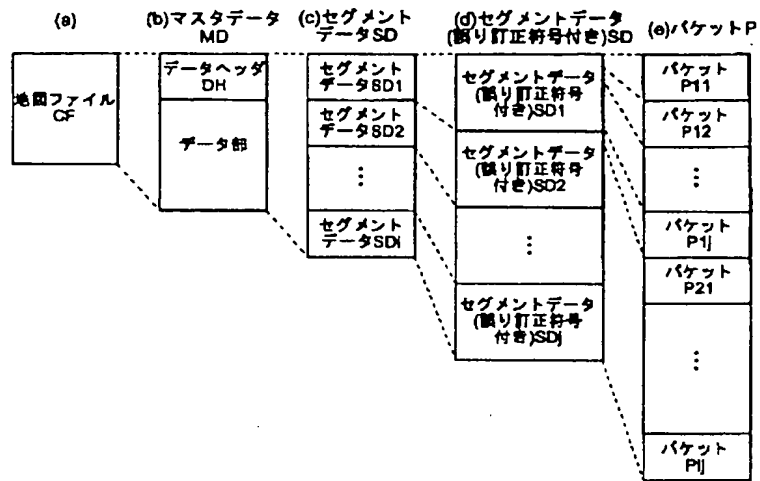 (a)
地図ファイル
CF
(b)マスタデータ
MD
データヘッダ
DH
データ部
(c)セグメント
データSD
セグメント
データSD1
セグメント
データSD2
⋮
セグメント
データSDi
(d)セグメントデータ
(誤り訂正符号付き)SD
セグメントデータ
(誤り訂正符号
付き)SD1
セグメントデータ
(誤り訂正符号
付き)SD2
⋮
セグメントデータ
(誤り訂正符号
付き)SDj
(e)パケットP
パケット
P11
パケット
P12
⋮
パケット
P1j
パケット
P21
⋮
パケット
Pij